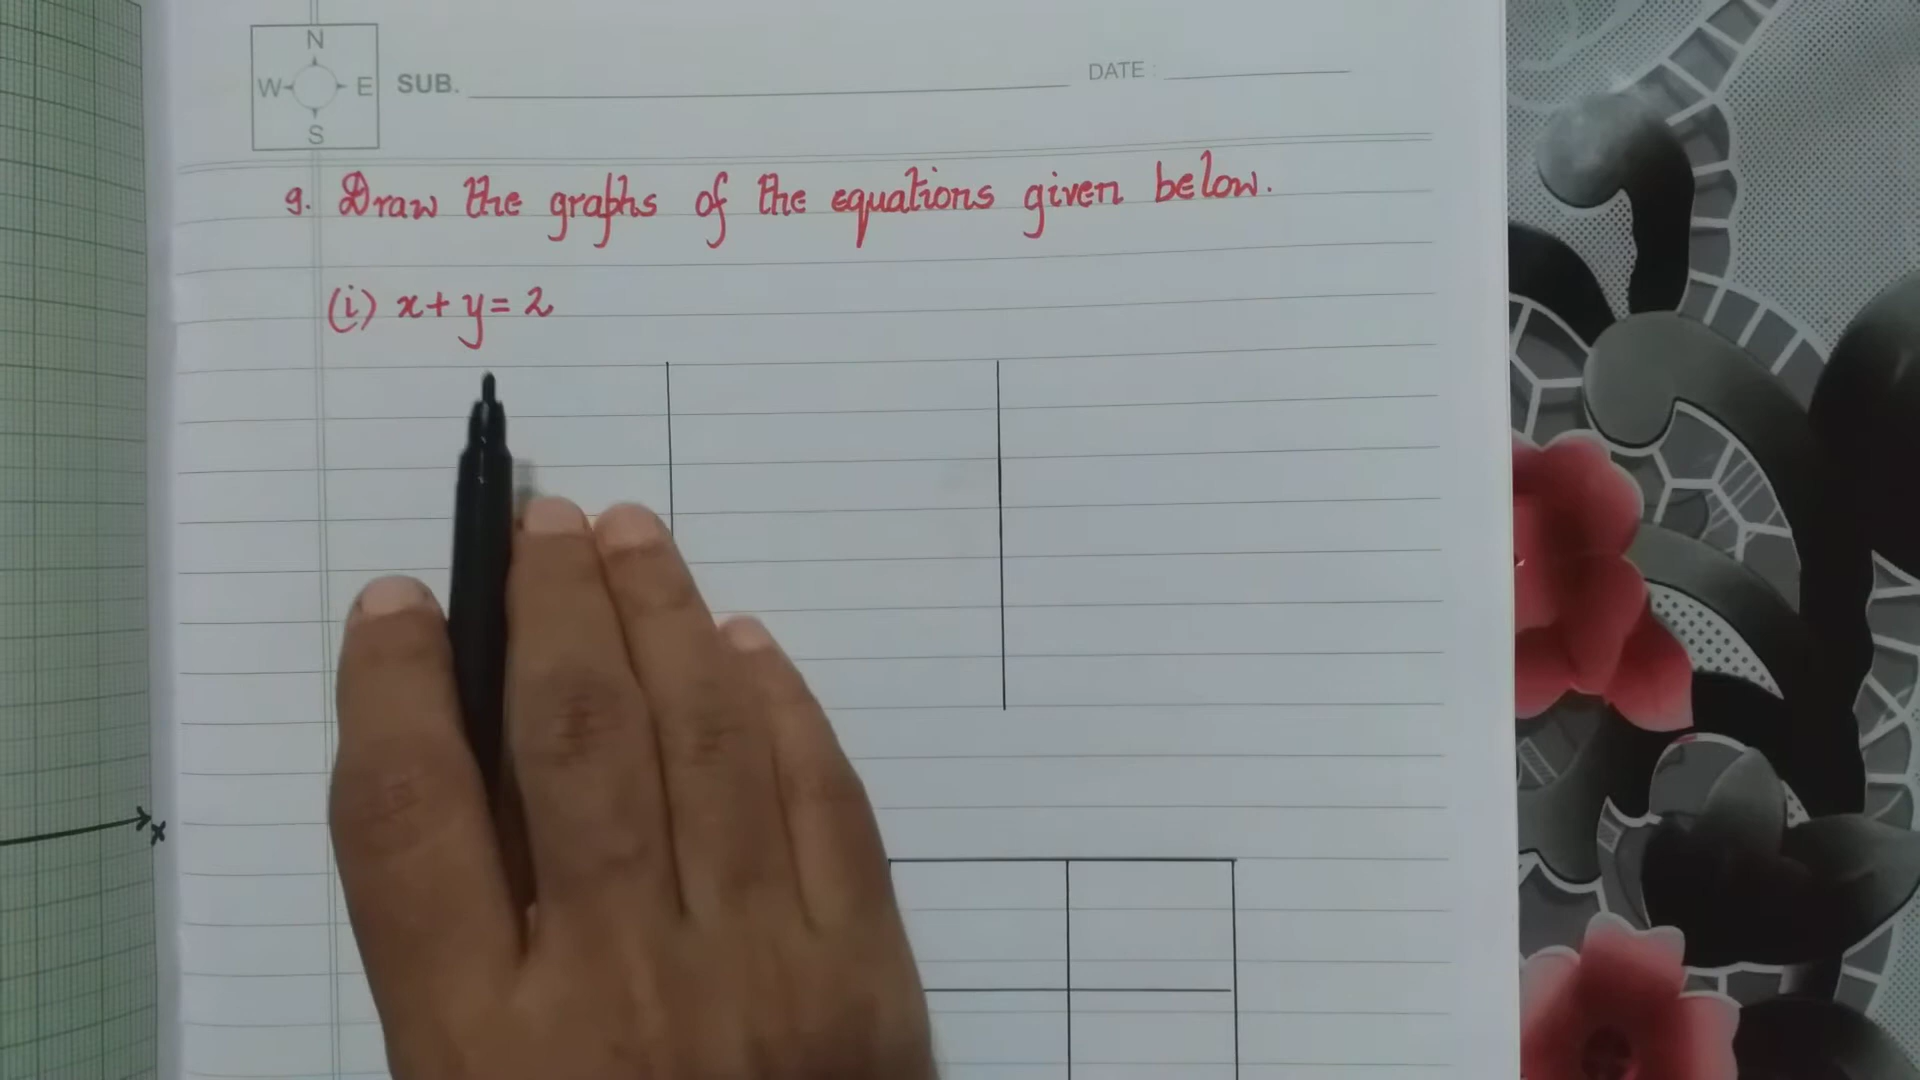 N
W E
S
SUB.
DATE :
9. Draw the graphs of the equations given below.
(i) x + y = 2
x